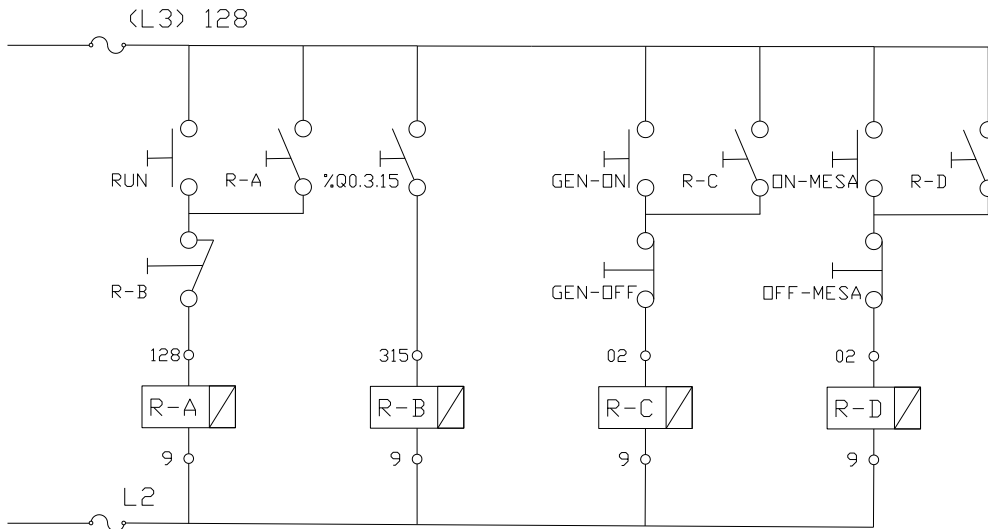 (L3) 128
RUN
R-A
%Q0.3.15
GEN-ON
R-C
ON-MESA
R-D
R-B
GEN-OFF
OFF-MESA
128
315
02
02
R-A
R-B
R-C
R-D
9
9
9
9
L2